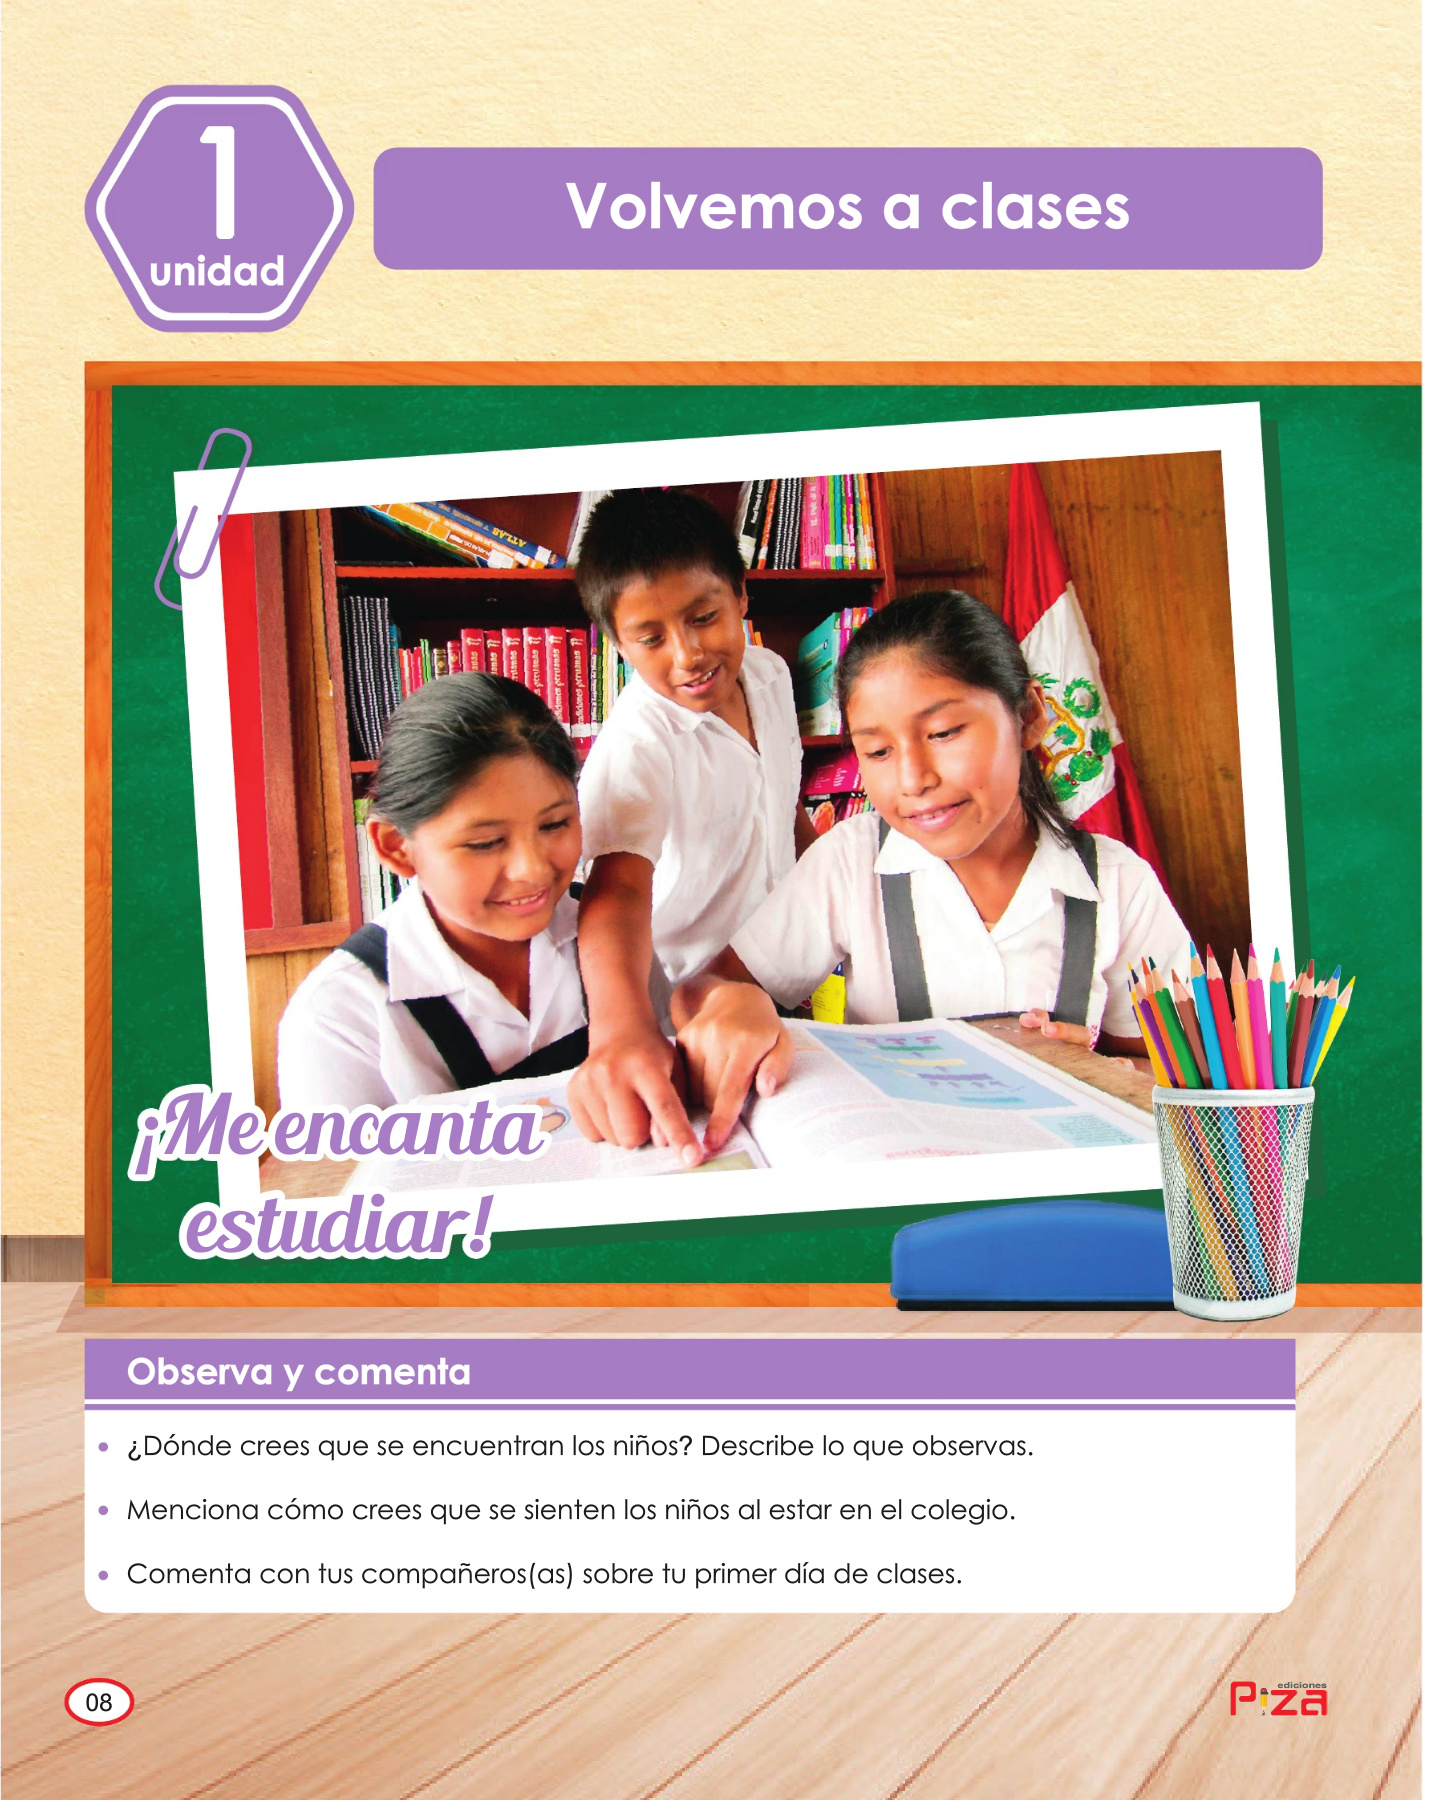 1
unidad
Volvemos a clases
ATLAS
¡Me encanta
estudiar!
Observa y comenta
• ¿Dónde crees que se encuentran los niños? Describe lo que observas.
• Menciona cómo crees que se sienten los niños al estar en el colegio.
• Comenta con tus compañeros(as) sobre tu primer día de clases.
08
ediciones
Piza